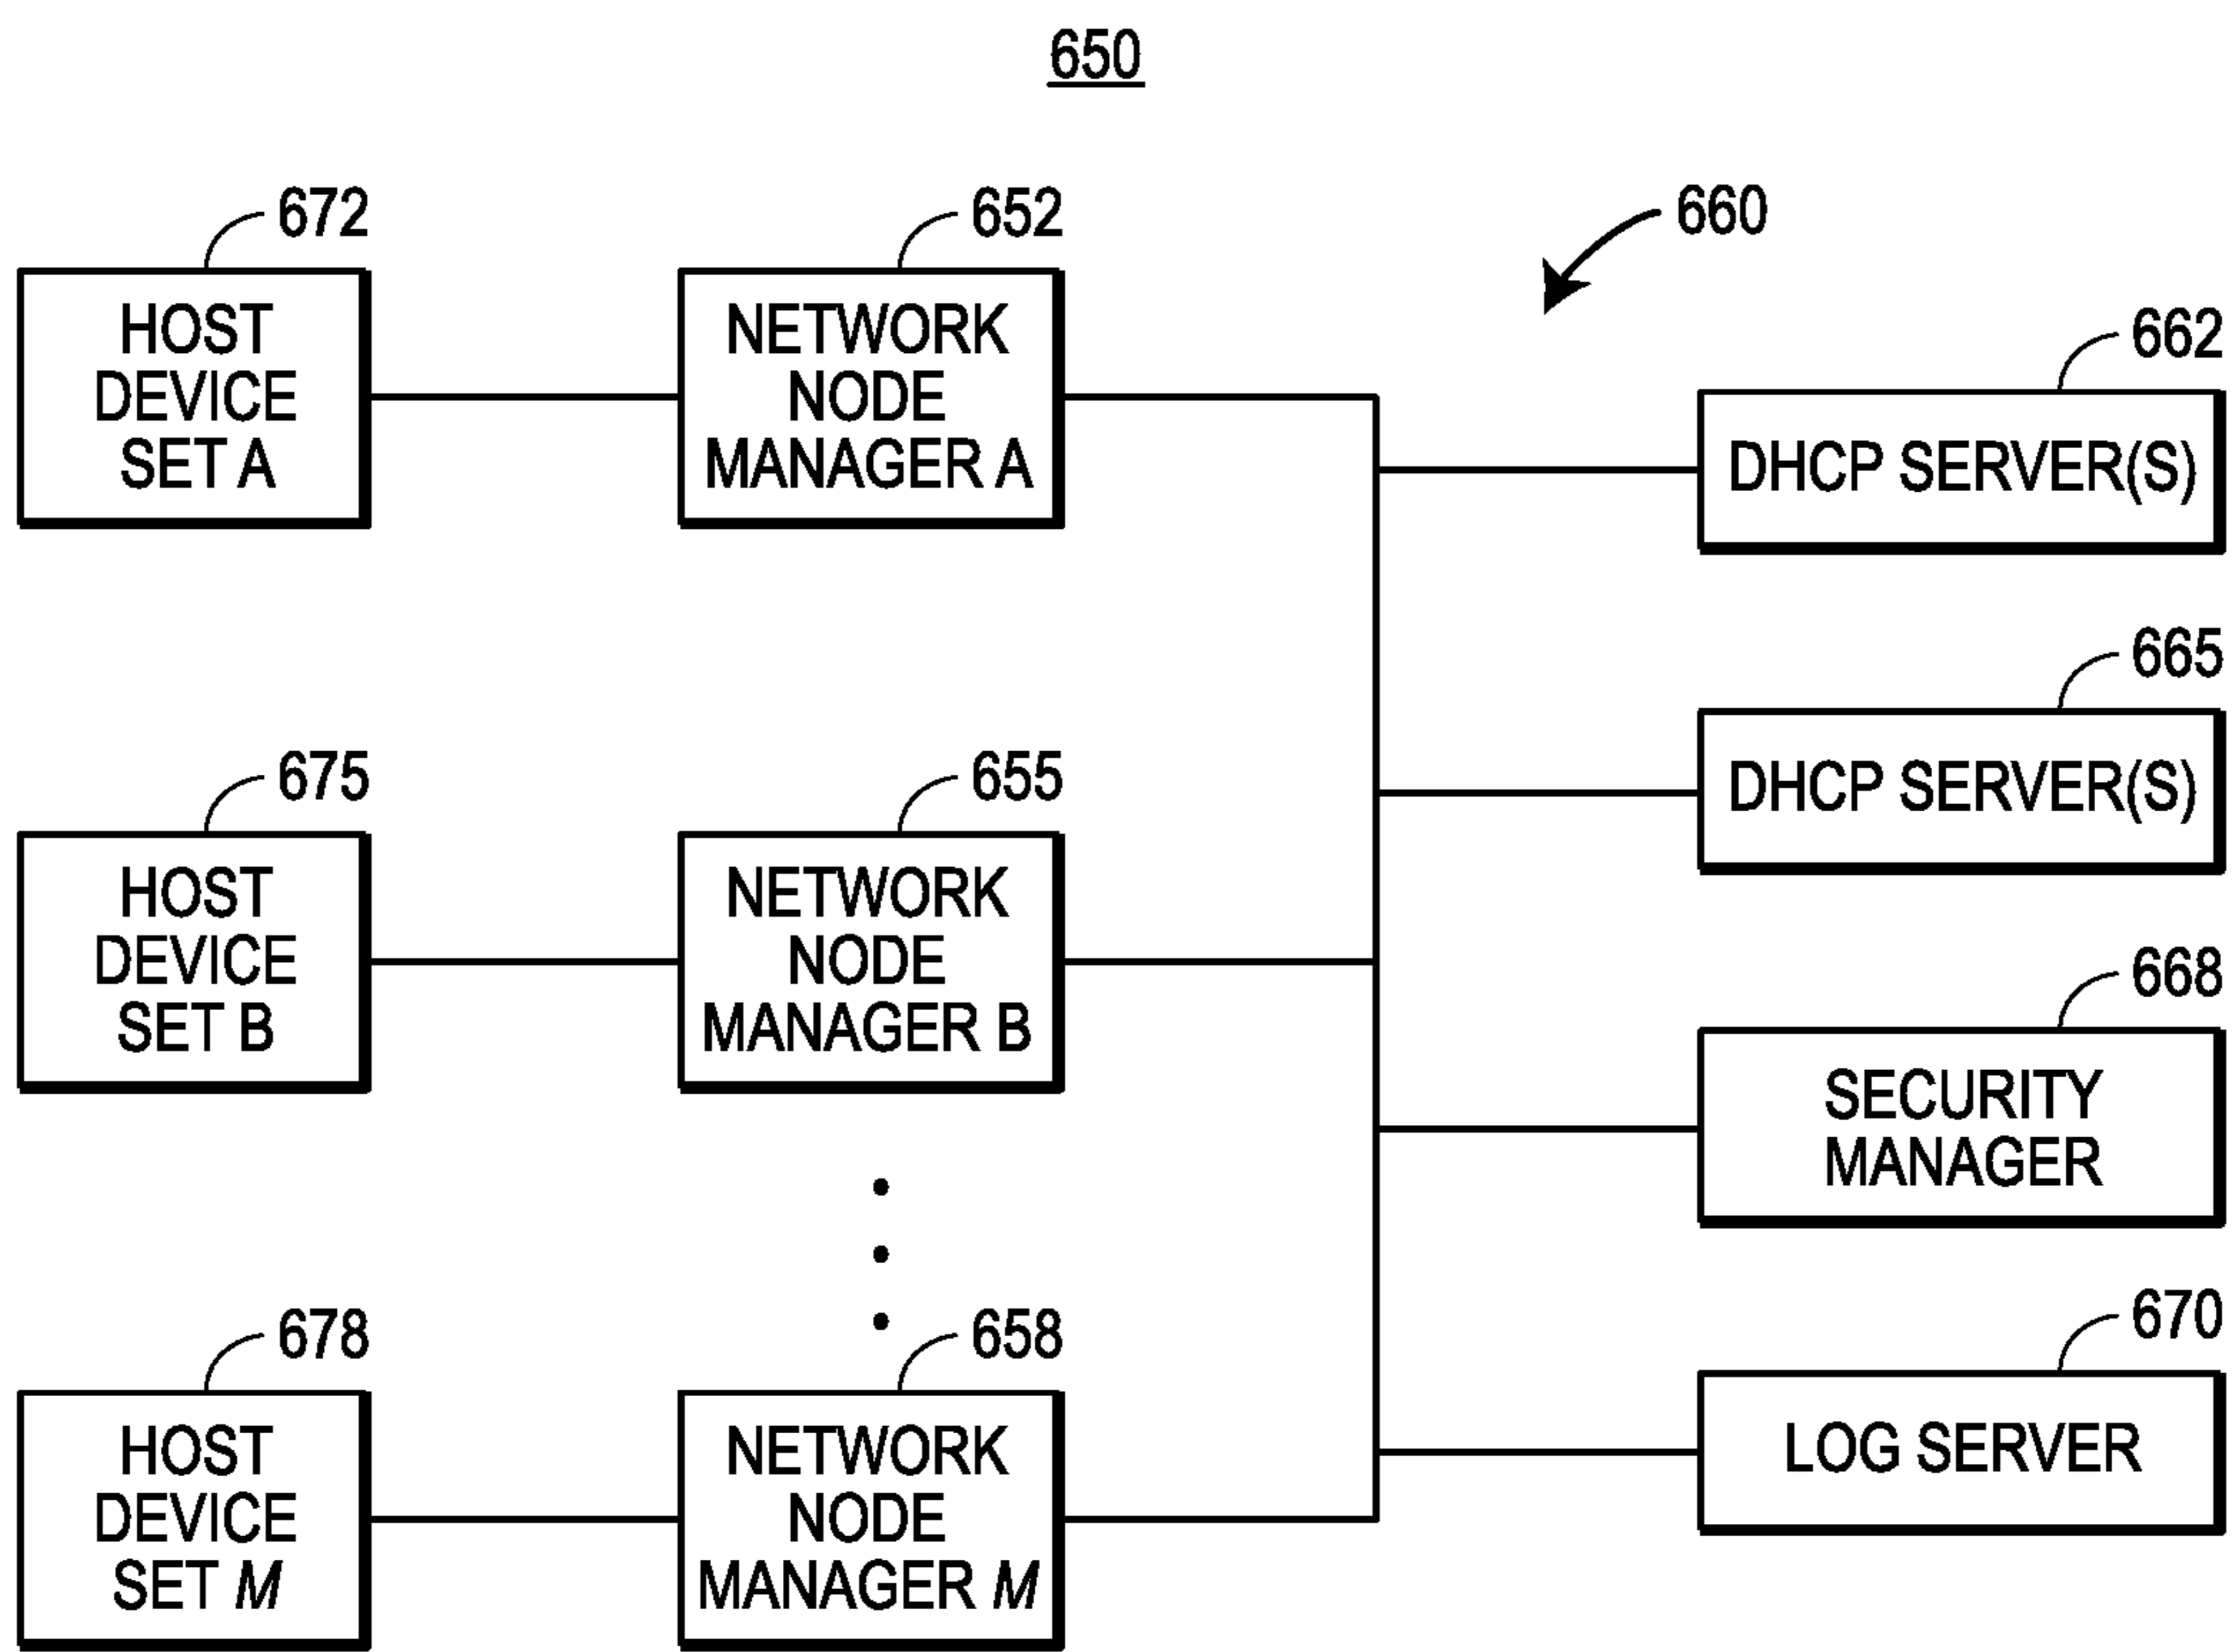 650
672
HOST
DEVICE
SET A
652
NETWORK
NODE
MANAGER A
660
662
DHCP SERVER(S)
665
DHCP SERVER(S)
675
HOST
DEVICE
SET B
655
NETWORK
NODE
MANAGER B
668
SECURITY
MANAGER
678
HOST
DEVICE
SET M
658
NETWORK
NODE
MANAGER M
670
LOG SERVER